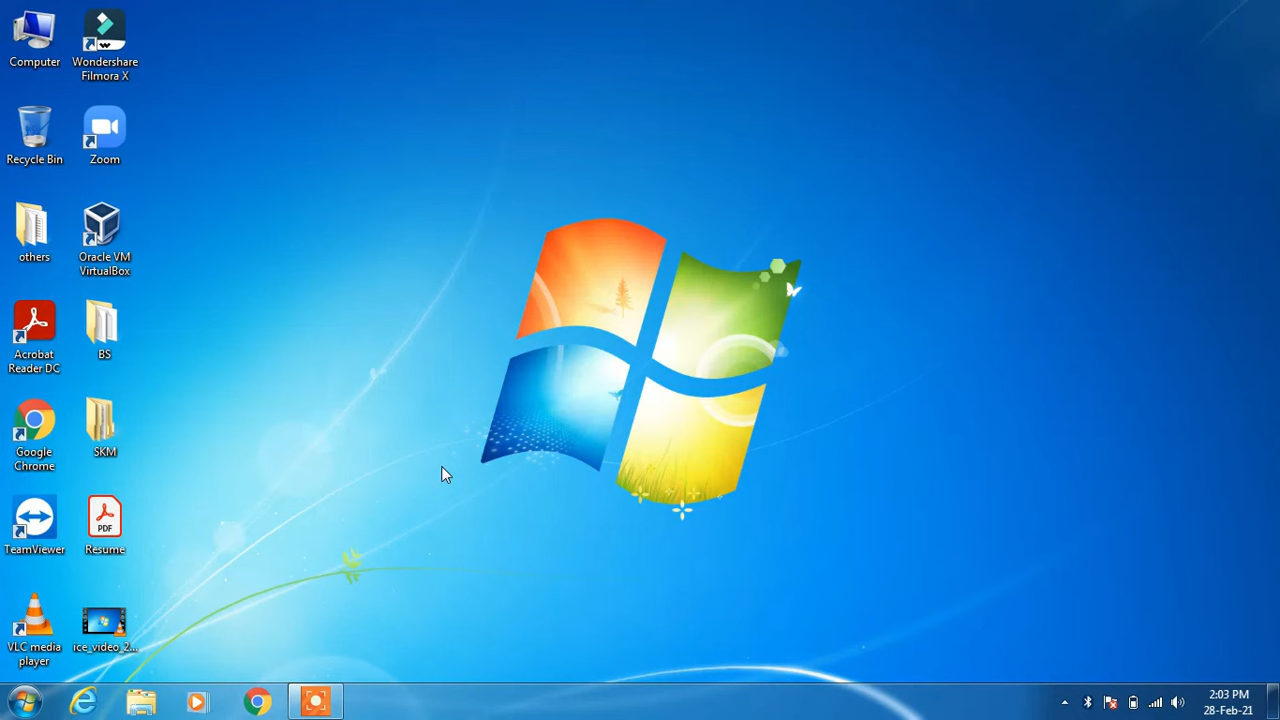 Computer
Wondershare
Filmora X
Recycle Bin
Zoom
others
Oracle VM
VirtualBox
Acrobat
Reader DC
BS
Google
Chrome
SKM
TeamViewer
PDF
Resume
VLC media
player
ice_video_2...
2:03 PM
28-Feb-21